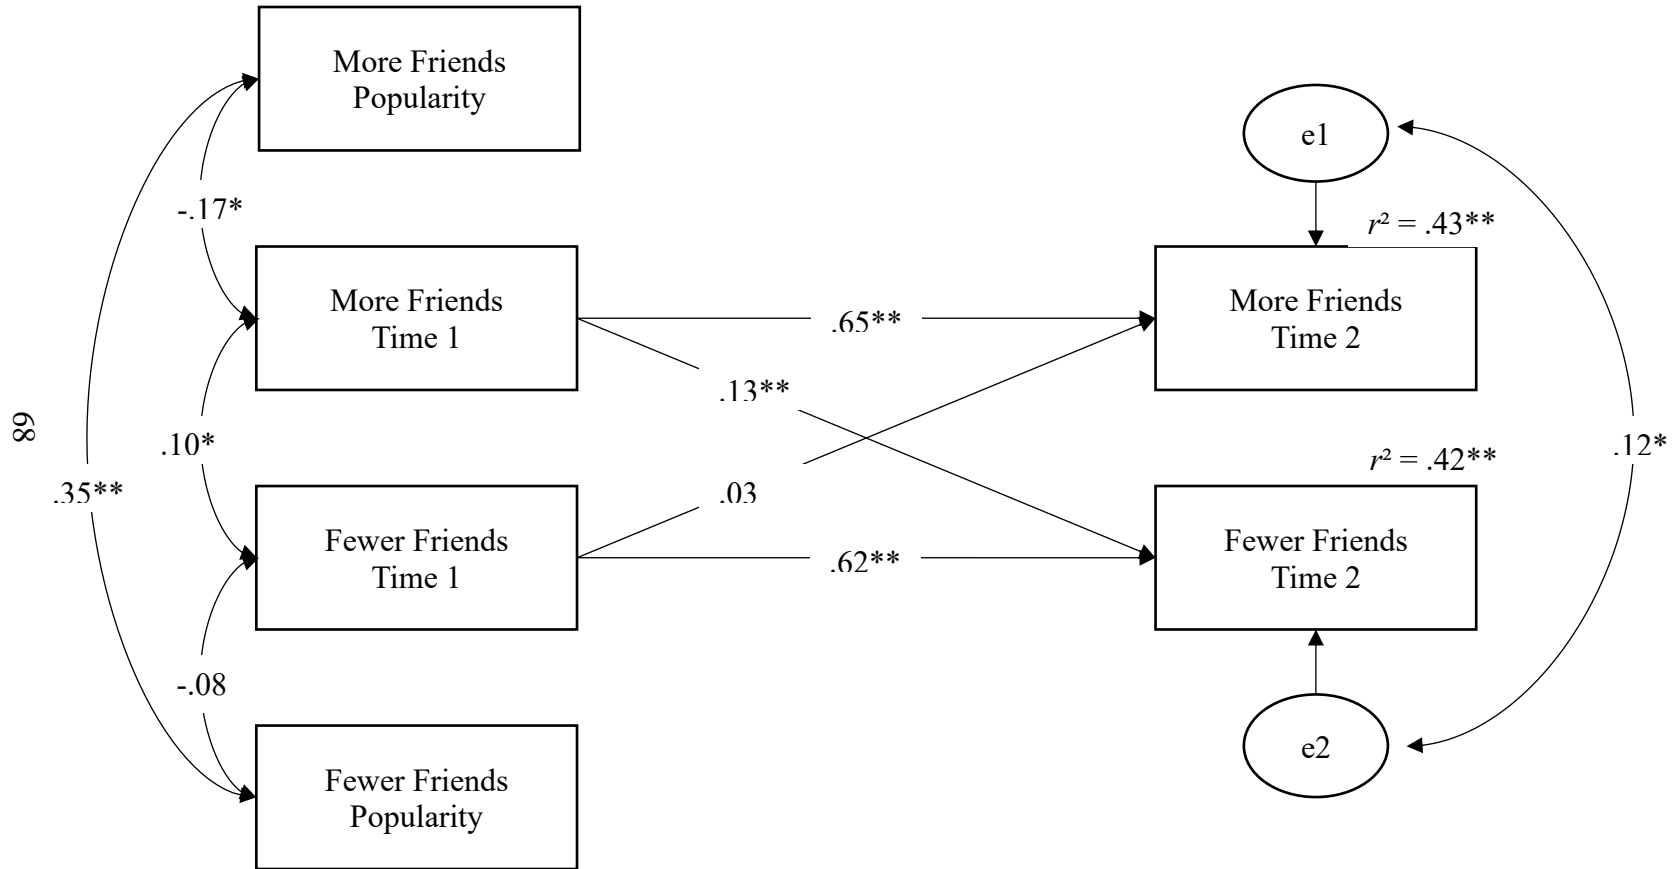 More Friends
Popularity
e1
-.17*
r² = .43**
More Friends
Time 1
.65**
More Friends
Time 2
.13**
89
.10*
.12*
r² = .42**
.35**
.03
Fewer Friends
Time 1
.62**
Fewer Friends
Time 2
-.08
e2
Fewer Friends
Popularity